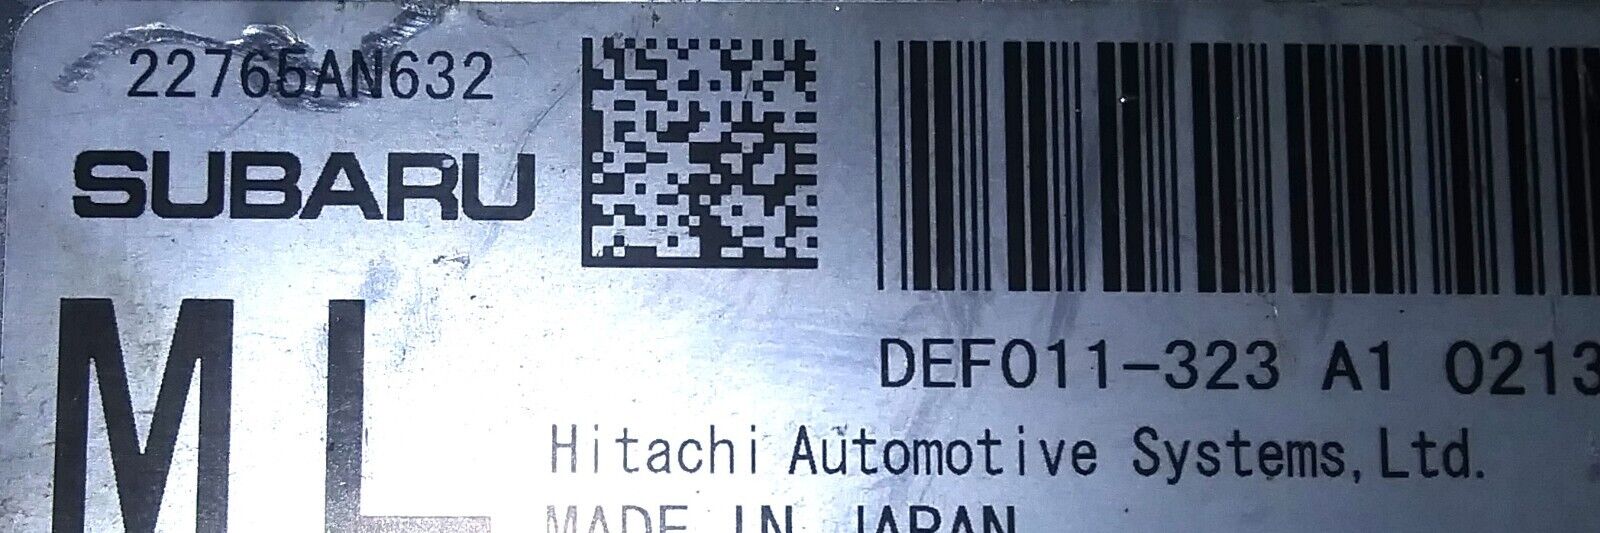 22765AN632
SUBARU
ML
DEF011-323 A1 0213
Hitachi Automotive Systems, Ltd.
MADE IN JAPAN